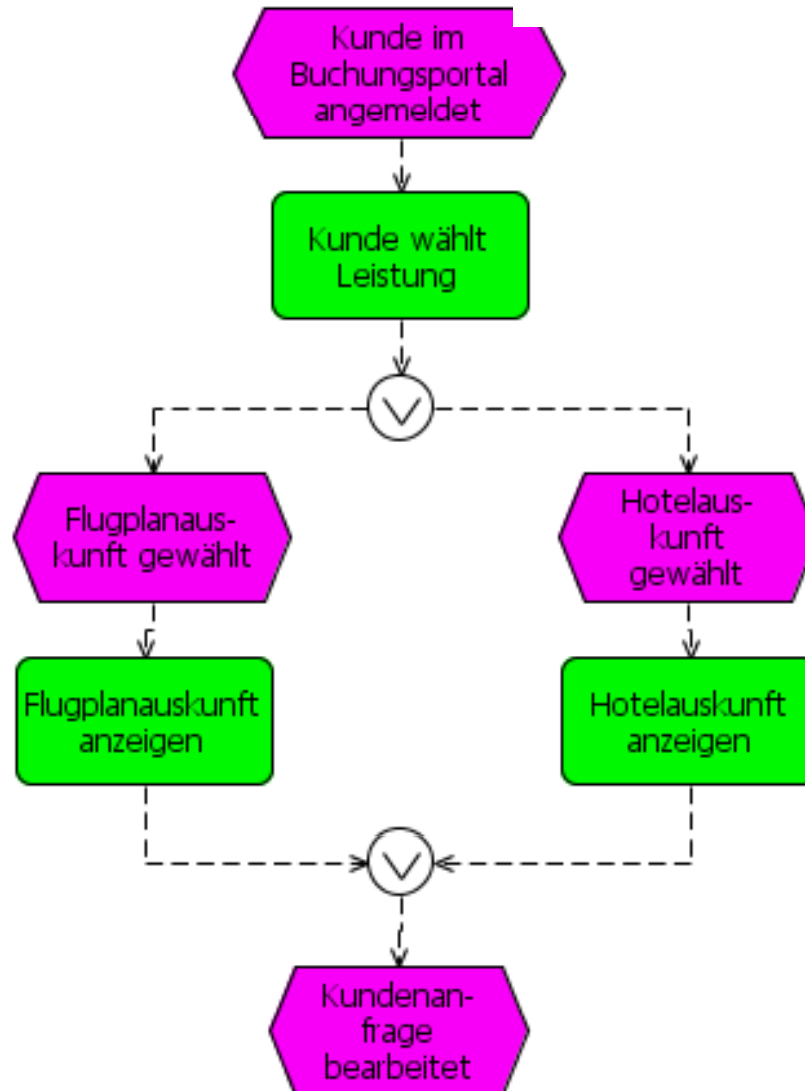 Kunde im
Buchungsportal
angemeldet
Kunde wählt
Leistung
Flugplanaus-
kunft gewählt
Hotelaus-
kunft
gewählt
Flugplanauskunft
anzeigen
Hotelauskunft
anzeigen
Kundenan-
frage
bearbeitet